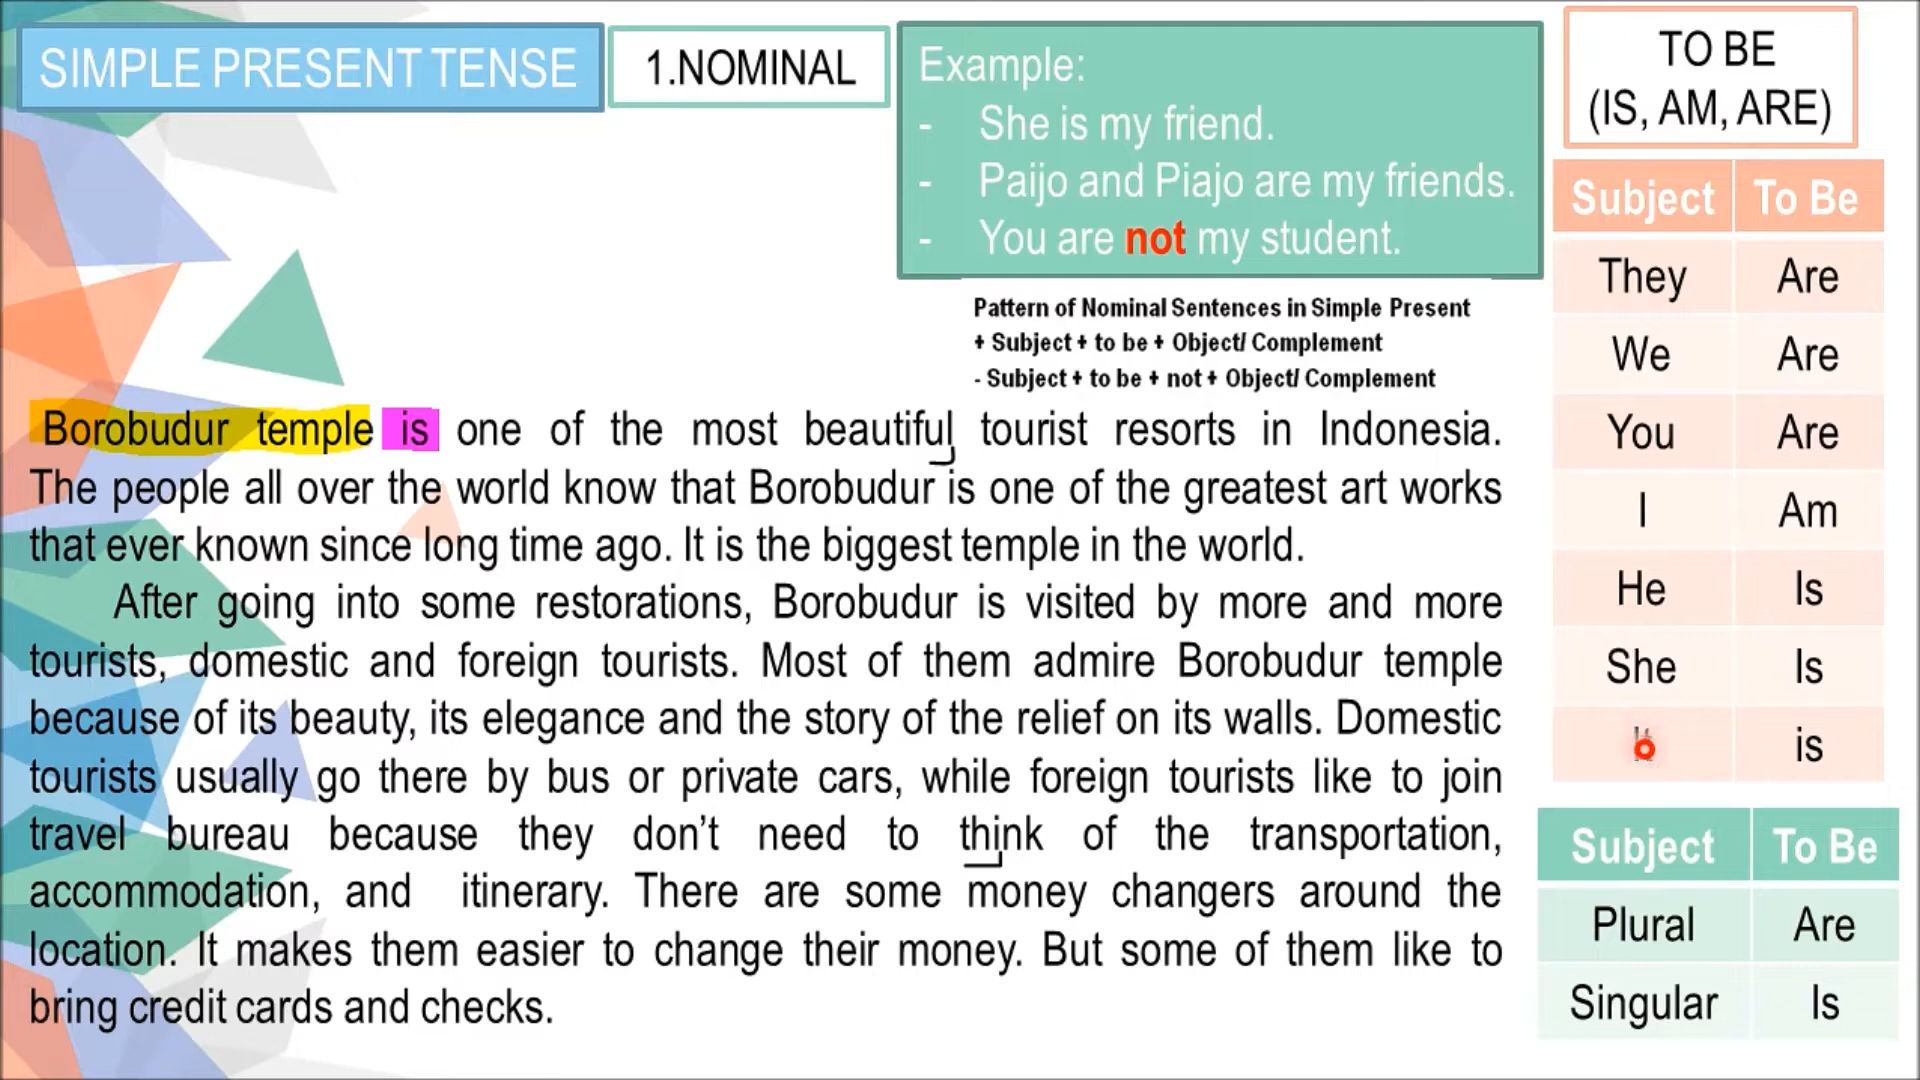 SIMPLE PRESENT TENSE
1.NOMINAL
Example:
- She is my friend.
- Paijo and Piajo are my friends.
- You are not my student.
TO BE
(IS, AM, ARE)
Pattern of Nominal Sentences in Simple Present
+ Subject + to be + Object/ Complement
- Subject + to be + not + Object/ Complement
Borobudur temple is one of the most beautiful tourist resorts in Indonesia.
The people all over the world know that Borobudur is one of the greatest art works
that ever known since long time ago. It is the biggest temple in the world.
After going into some restorations, Borobudur is visited by more and more
tourists, domestic and foreign tourists. Most of them admire Borobudur temple
because of its beauty, its elegance and the story of the relief on its walls. Domestic
tourists usually go there by bus or private cars, while foreign tourists like to join
travel bureau because they don’t need to think of the transportation,
accommodation, and itinerary. There are some money changers around the
location. It makes them easier to change their money. But some of them like to
bring credit cards and checks.
Subject To Be
They Are
We Are
You Are
I Am
He Is
She Is
is
Subject To Be
Plural Are
Singular Is